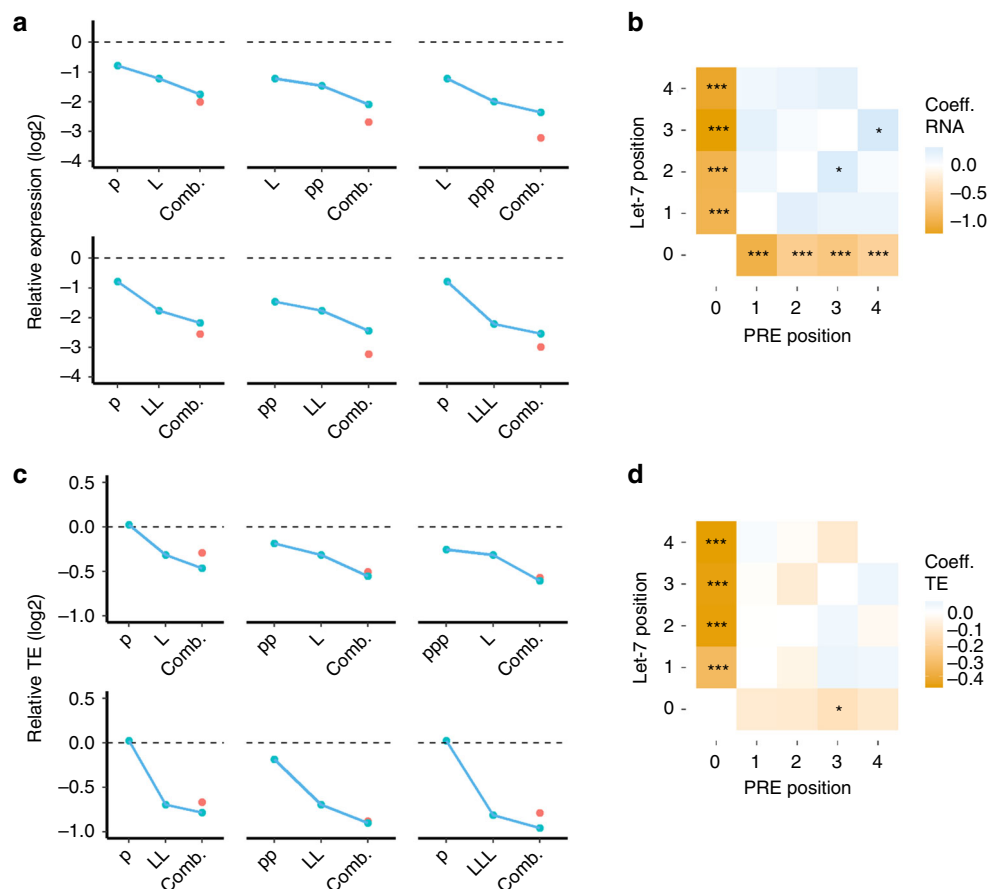 a
Relative expression (log2)
0
−1
−2
−3
−4
p L Comb.
L pp Comb.
L ppp Comb.
0
−1
−2
−3
−4
p LL Comb.
pp LL Comb.
p LLL Comb.
b
Let-7 position
4 ***
3 *** *
2 *** *
1 ***
0 *** *** *** ***
0 1 2 3 4
PRE position
Coeff.
RNA
0.0
−0.5
−1.0
c
Relative TE (log2)
0.5
0.0
−0.5
−1.0
p L Comb.
pp L Comb.
ppp L Comb.
0.0
−0.5
−1.0
p LL Comb.
pp LL Comb.
p LLL Comb.
d
Let-7 position
4 ***
3 ***
2 ***
1 ***
0 *
0 1 2 3 4
PRE position
Coeff.
TE
0.0
−0.1
−0.2
−0.3
−0.4